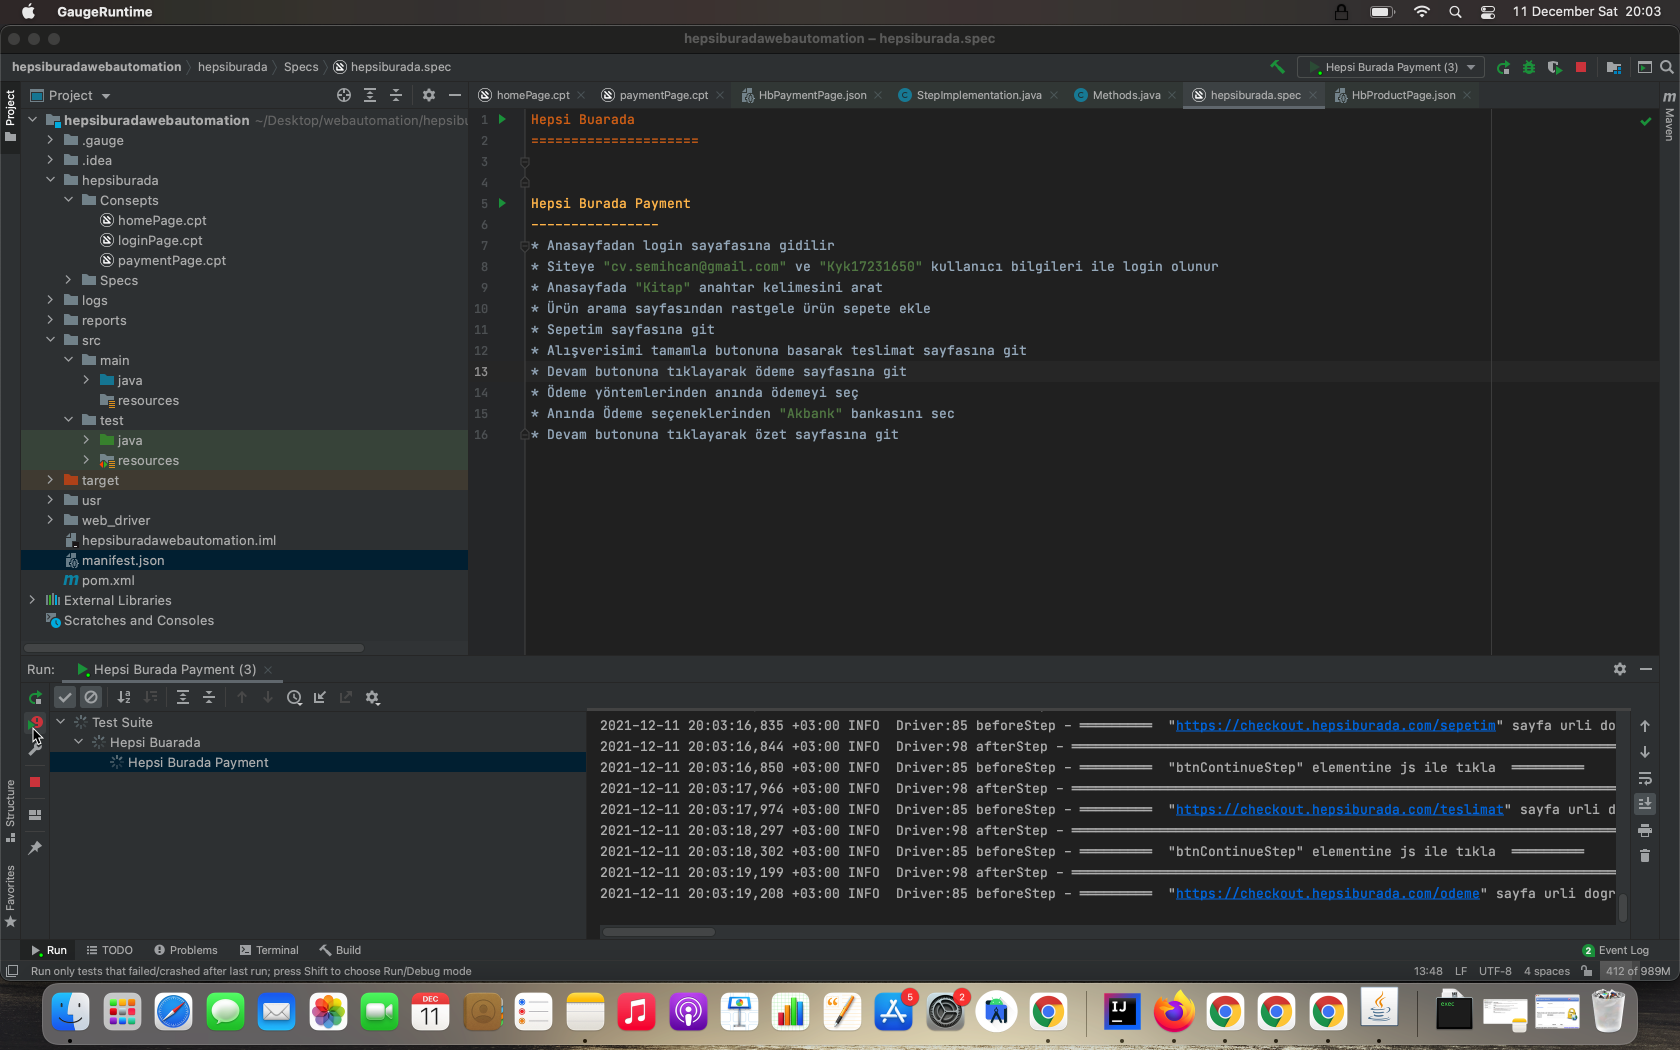 GaugeRuntime
11 December Sat 20:03
hepsiburadawebautomation – hepsiburada.spec
hepsiburadawebautomation hepsiburada Specs hepsiburada.spec
Hepsi Burada Payment (3)
Project
Project
homePage.cpt
paymentPage.cpt
HbPaymentPage.json
StepImplementation.java
Methods.java
hepsiburada.spec
HbProductPage.json
m
Maven
hepsiburadawebautomation ~/Desktop/webautomation/hepsibu
.gauge
.idea
hepsiburada
Consepts
homePage.cpt
loginPage.cpt
paymentPage.cpt
Specs
logs
reports
src
main
java
resources
test
java
resources
target
usr
web_driver
hepsiburadawebautomation.iml
manifest.json
m pom.xml
External Libraries
Scratches and Consoles
1 Hepsi Buarada
2 =====================
3
4
5 Hepsi Burada Payment
6 ----------------
7 * Anasayfadan login sayafasına gidilir
8 * Siteye "cv.semihcan@gmail.com" ve "Kyk17231650" kullanıcı bilgileri ile login olunur
9 * Anasayfada "Kitap" anahtar kelimesini arat
10 * Ürün arama sayfasından rastgele ürün sepete ekle
11 * Sepetim sayfasına git
12 * Alışverisimi tamamla butonuna basarak teslimat sayfasına git
13 * Devam butonuna tıklayarak ödeme sayfasına git
14 * Ödeme yöntemlerinden anında ödemeyi seç
15 * Anında Ödeme seçeneklerinden "Akbank" bankasını sec
16 * Devam butonuna tıklayarak özet sayfasına git
Run: Hepsi Burada Payment (3)
Test Suite
Hepsi Buarada
Hepsi Burada Payment
2021-12-11 20:03:16,835 +03:00 INFO Driver:85 beforeStep - ═════════ "https://checkout.hepsiburada.com/sepetim" sayfa urli do
2021-12-11 20:03:16,844 +03:00 INFO Driver:98 afterStep - ═════════
2021-12-11 20:03:16,850 +03:00 INFO Driver:85 beforeStep - ═════════ "btnContinueStep" elementine js ile tıkla ═════════
2021-12-11 20:03:17,966 +03:00 INFO Driver:98 afterStep - ═════════
2021-12-11 20:03:17,974 +03:00 INFO Driver:85 beforeStep - ═════════ "https://checkout.hepsiburada.com/teslimat" sayfa urli d
2021-12-11 20:03:18,297 +03:00 INFO Driver:98 afterStep - ═════════
2021-12-11 20:03:18,302 +03:00 INFO Driver:85 beforeStep - ═════════ "btnContinueStep" elementine js ile tıkla ═════════
2021-12-11 20:03:19,199 +03:00 INFO Driver:98 afterStep - ═════════
2021-12-11 20:03:19,208 +03:00 INFO Driver:85 beforeStep - ═════════ "https://checkout.hepsiburada.com/odeme" sayfa urli dogr
Structure
Favorites
Run TODO Problems Terminal Build
2 Event Log
Run only tests that failed/crashed after last run; press Shift to choose Run/Debug mode
13:48 LF UTF-8 4 spaces 412 of 989M
DEC
11
5
2
IJ
exec